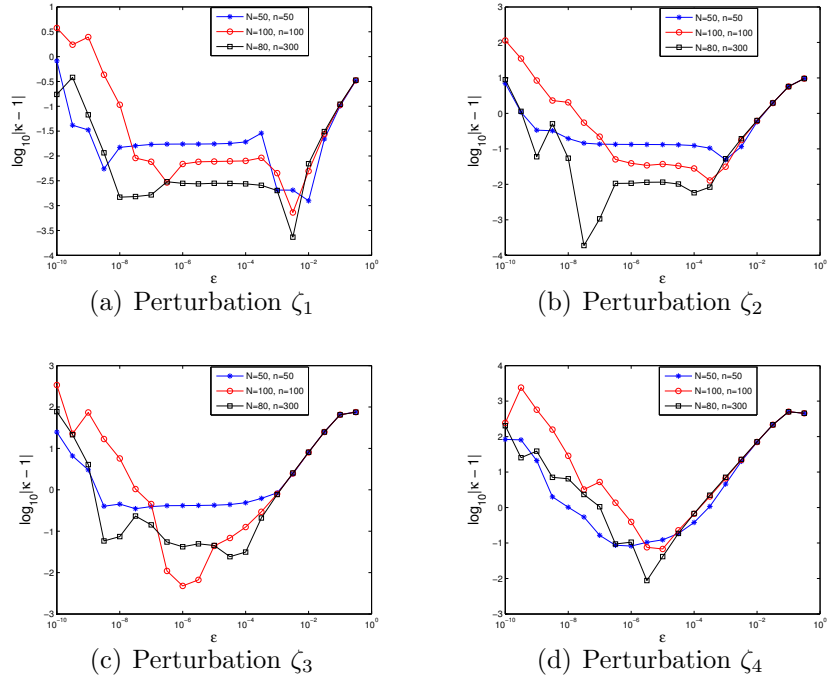 1
0.5
0
−0.5
−1
−1.5
−2
−2.5
−3
−3.5
−4
log10|κ − 1|
N=50, n=50
N=100, n=100
N=80, n=300
10^−10
10^−8
10^−6
10^−4
10^−2
10^0
ε
(a) Perturbation ζ1
2
1
0
−1
−2
−3
−4
log10|κ − 1|
N=50, n=50
N=100, n=100
N=80, n=300
10^−10
10^−8
10^−6
10^−4
10^−2
10^0
ε
(b) Perturbation ζ2
3
2
1
0
−1
−2
−3
log10|κ − 1|
N=50, n=50
N=100, n=100
N=80, n=300
10^−10
10^−8
10^−6
10^−4
10^−2
10^0
ε
(c) Perturbation ζ3
4
3
2
1
0
−1
−2
−3
log10|κ − 1|
N=50, n=50
N=100, n=100
N=80, n=300
10^−10
10^−8
10^−6
10^−4
10^−2
10^0
ε
(d) Perturbation ζ4